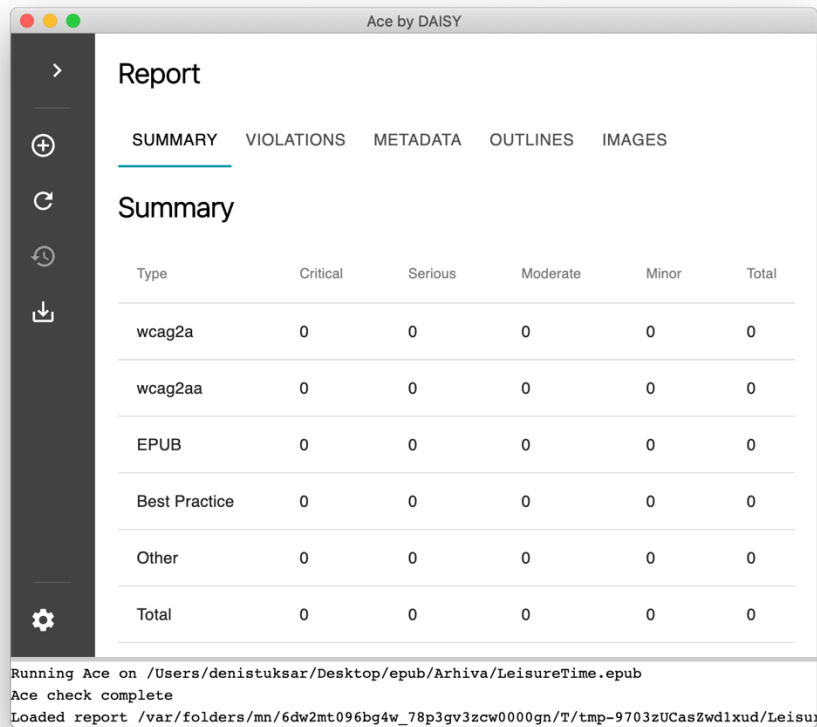 Ace by DAISY
Report
SUMMARY VIOLATIONS METADATA OUTLINES IMAGES
Summary
Type Critical Serious Moderate Minor Total
wcag2a 0 0 0 0 0
wcag2aa 0 0 0 0 0
EPUB 0 0 0 0 0
Best Practice 0 0 0 0 0
Other 0 0 0 0 0
Total 0 0 0 0 0
Running Ace on /Users/denistuksar/Desktop/epub/Arhiva/LeisureTime.epub
Ace check complete
Loaded report /var/folders/mn/6dw2mt096bg4w_78p3gv3zcw0000gn/T/tmp-9703zUCasZwd1xud/Leisur